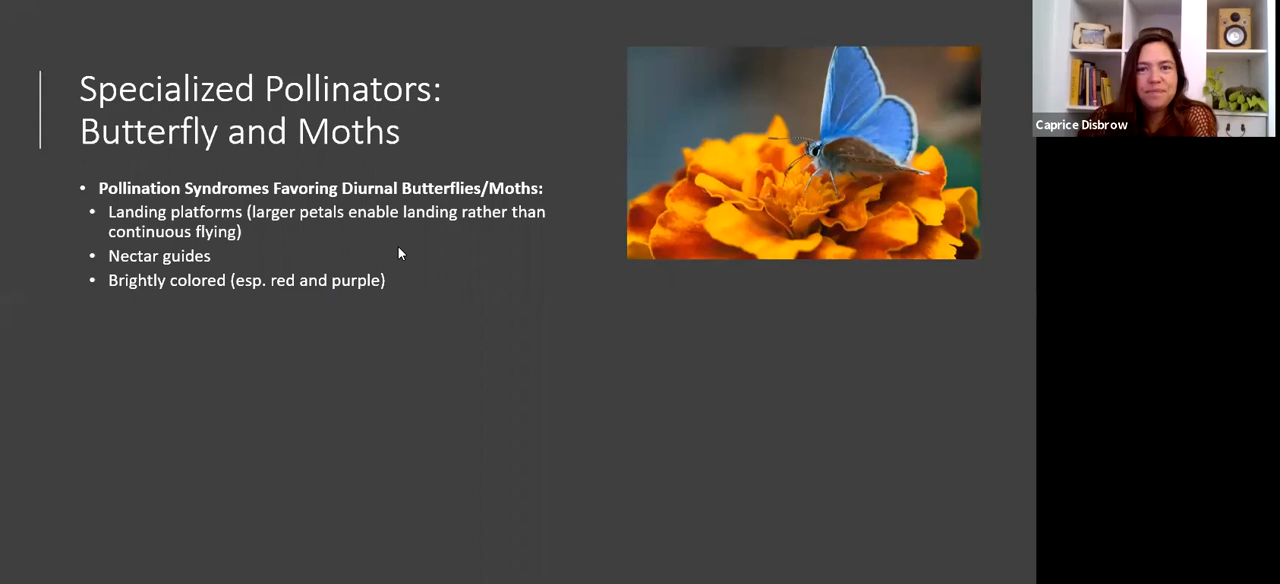 Specialized Pollinators:
Butterfly and Moths
• Pollination Syndromes Favoring Diurnal Butterflies/Moths:
• Landing platforms (larger petals enable landing rather than
continuous flying)
• Nectar guides
• Brightly colored (esp. red and purple)
Caprice Disbrow